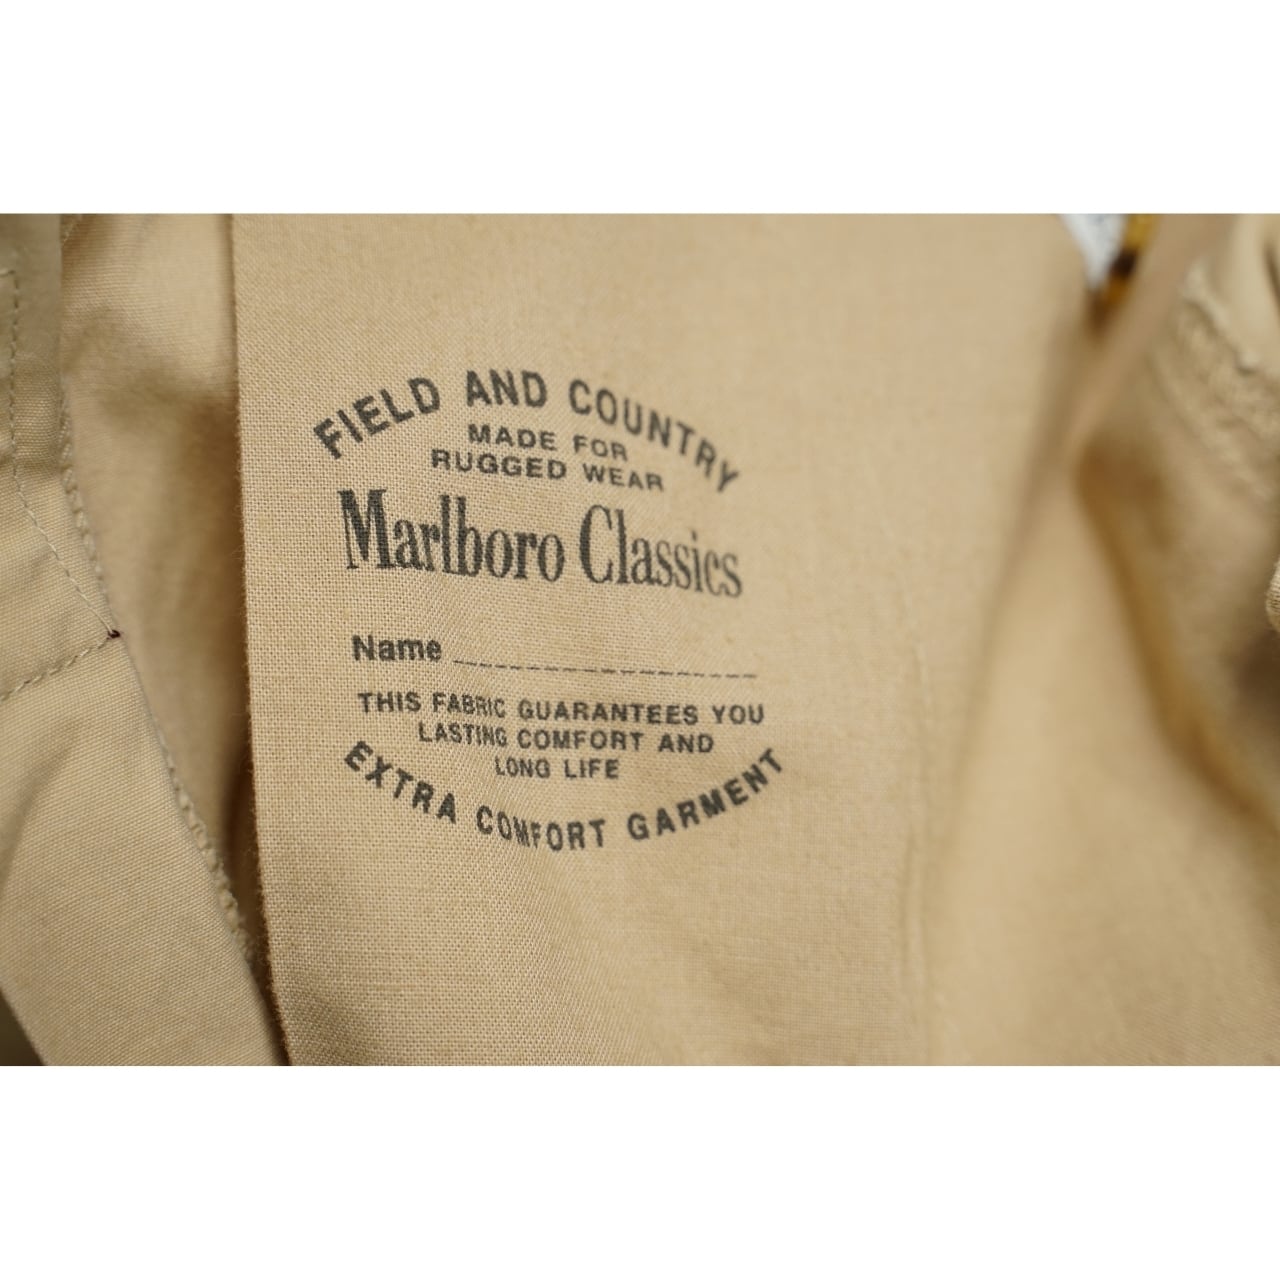 FIELD AND COUNTRY
MADE FOR
RUGGED WEAR
Marlboro Classics
Name
THIS FABRIC GUARANTEES YOU
LASTING COMFORT AND
LONG LIFE
EXTRA COMFORT GARMENT